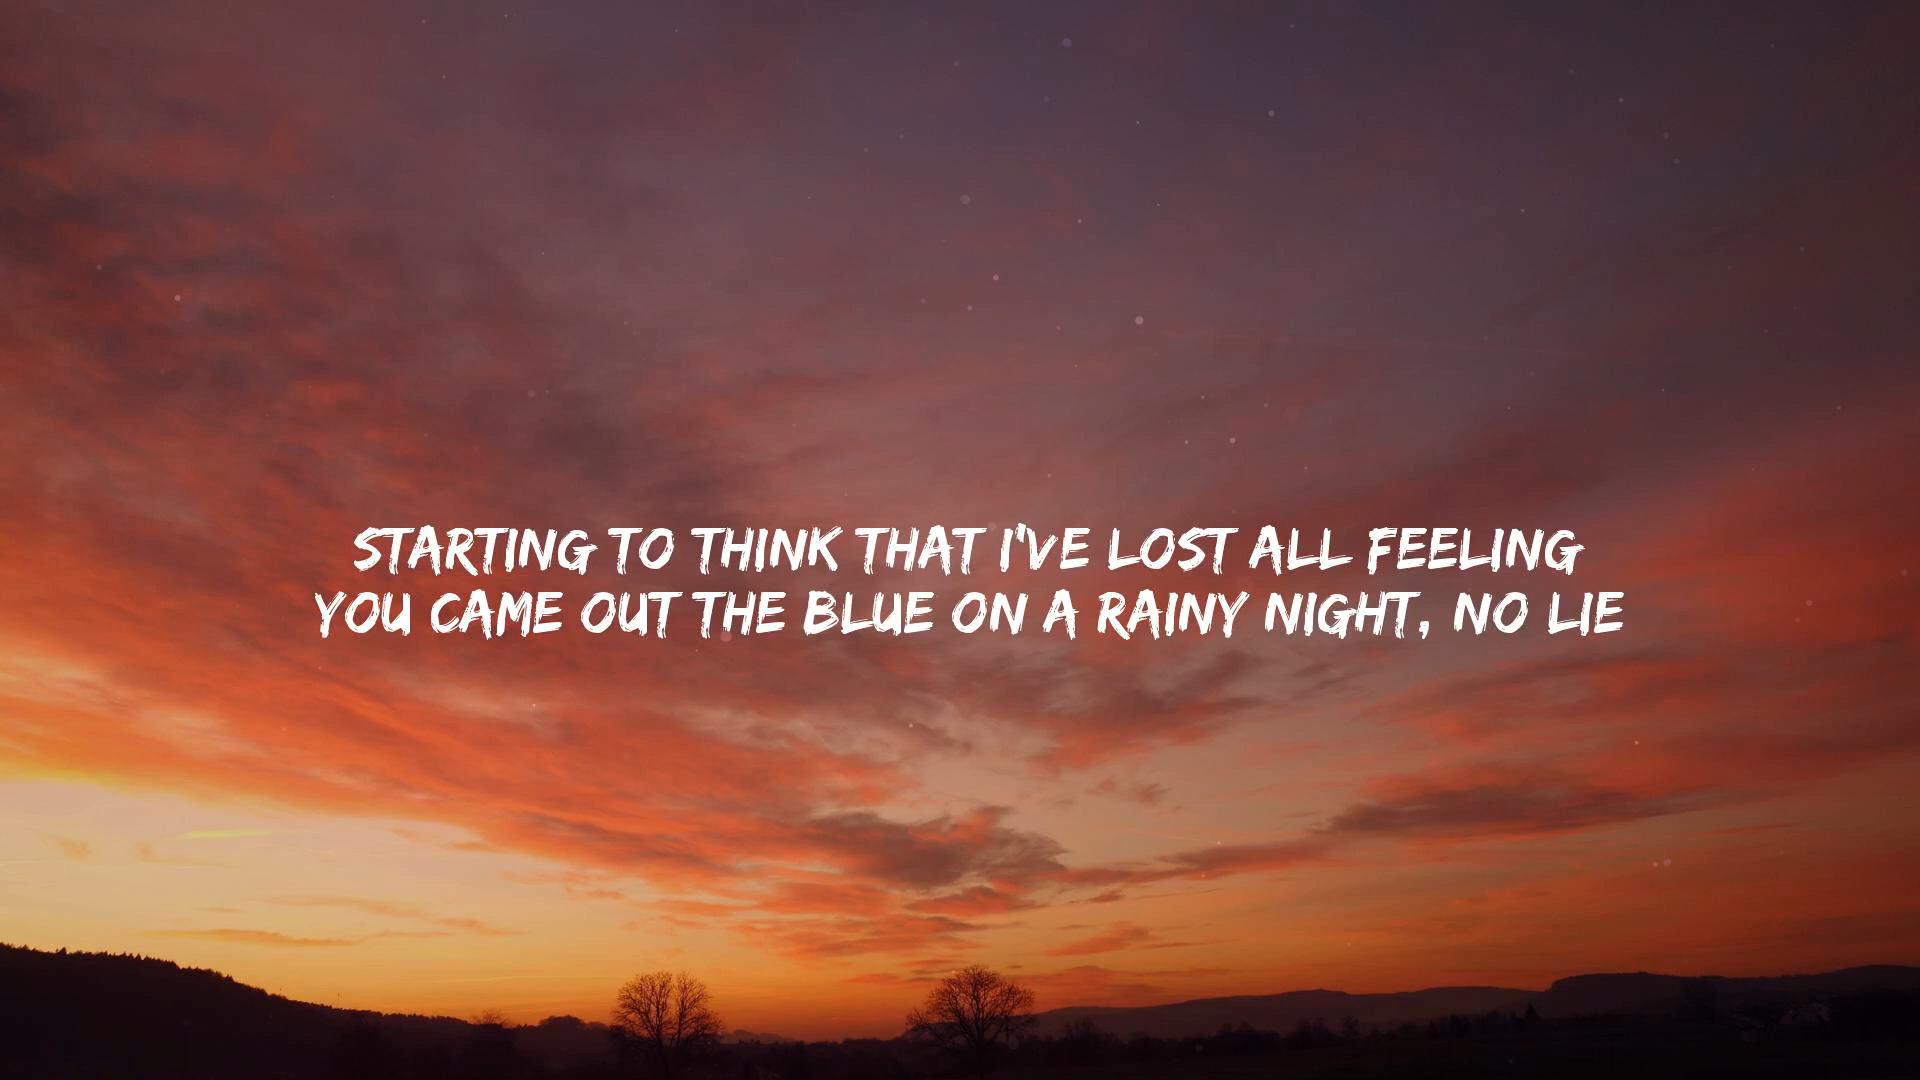 STARTING TO THINK THAT I'VE LOST ALL FEELING
YOU CAME OUT THE BLUE ON A RAINY NIGHT, NO LIE